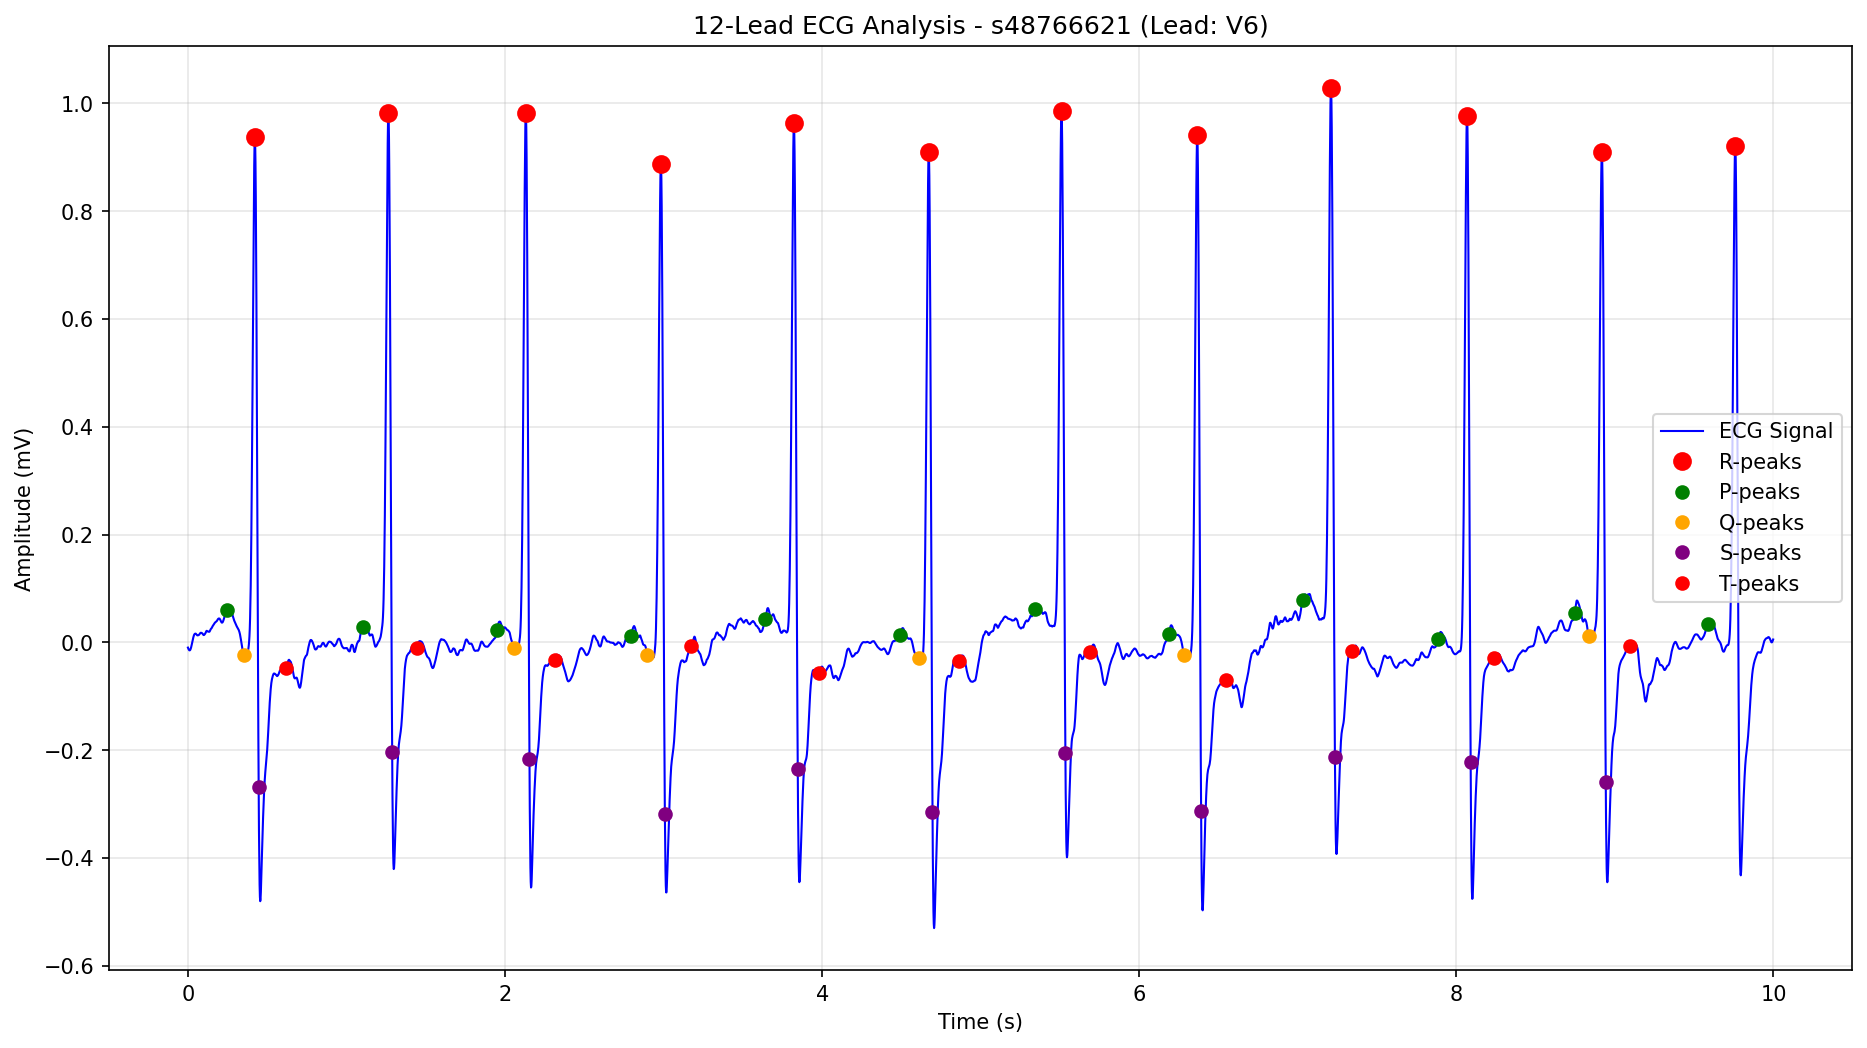 12-Lead ECG Analysis - s48766621 (Lead: V6)
Amplitude (mV)
1.0
0.8
0.6
0.4
0.2
0.0
−0.2
−0.4
−0.6
ECG Signal
R-peaks
P-peaks
Q-peaks
S-peaks
T-peaks
0 2 4 6 8 10
Time (s)